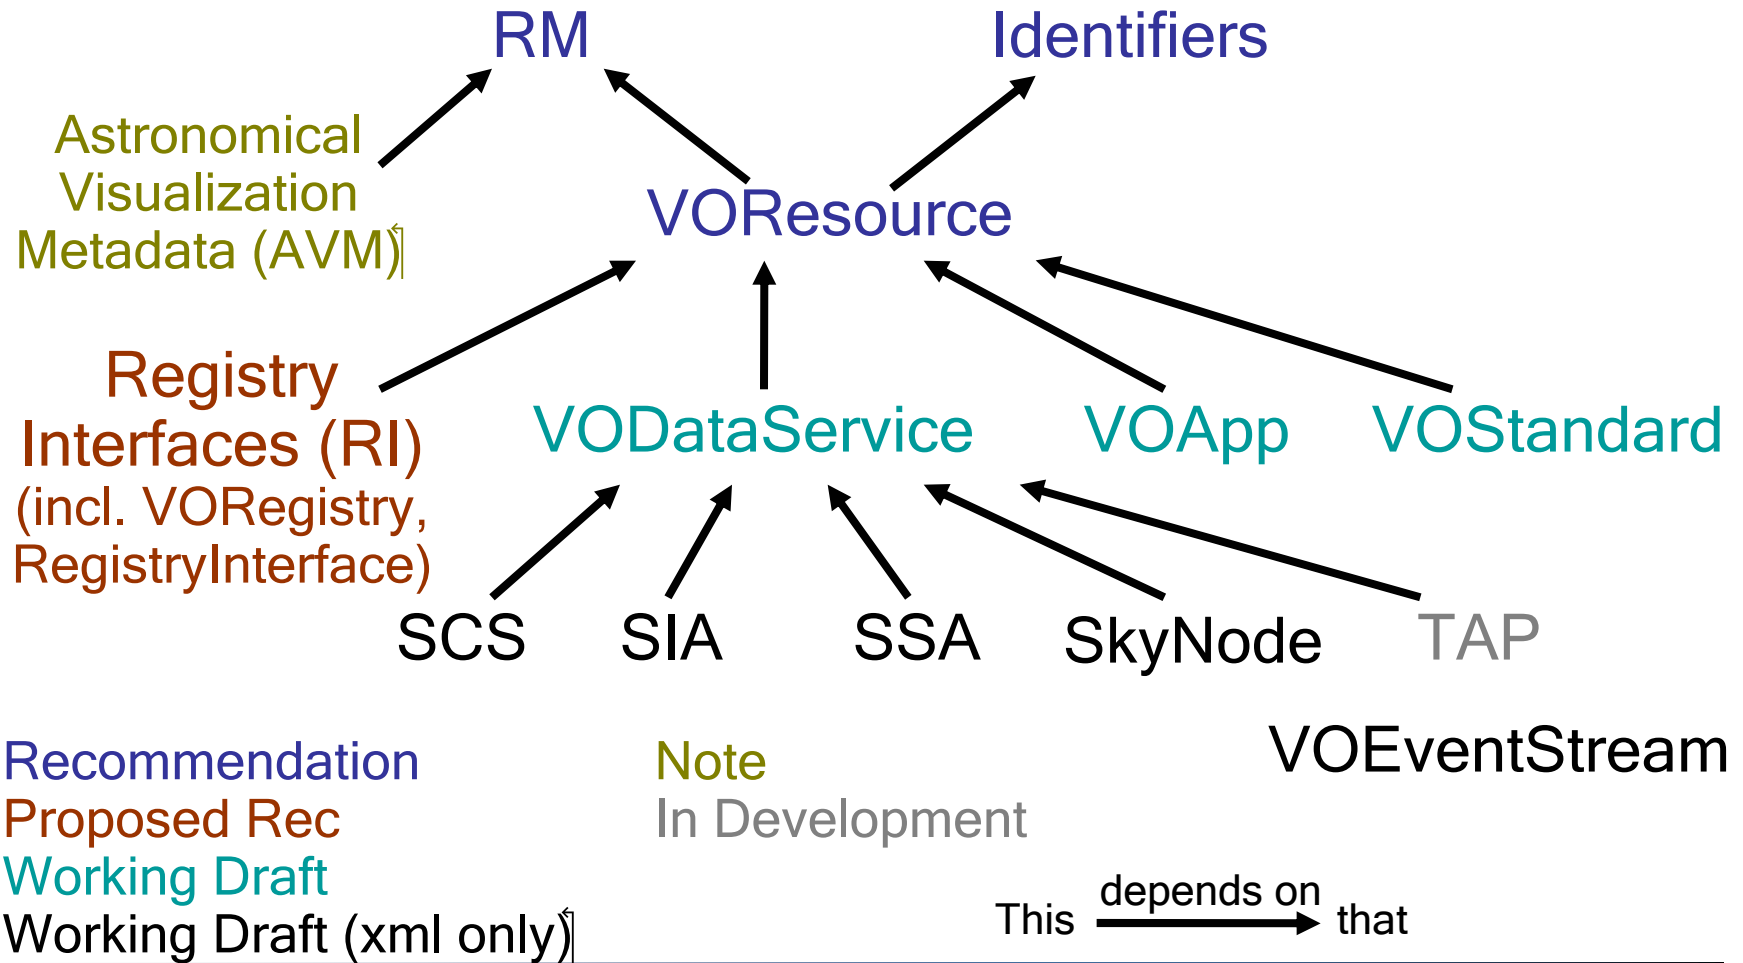 RM
Identifiers
Astronomical
Visualization
Metadata (AVM)
VOResource
Registry
Interfaces (RI)
(incl. VORegistry,
RegistryInterface)
VODataService
VOApp
VOStandard
SCS
SIA
SSA
SkyNode
TAP
VOEventStream
Recommendation
Proposed Rec
Working Draft
Working Draft (xml only)
Note
In Development
This depends on that